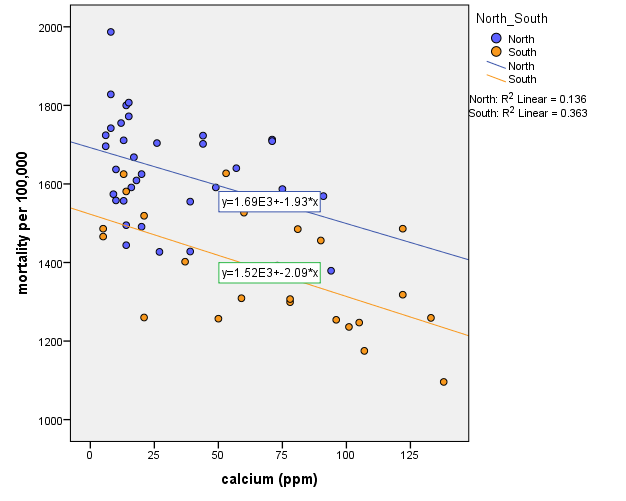 North_South
North
South
North
South
North: R2 Linear = 0.136
South: R2 Linear = 0.363
mortality per 100,000
2000
1800
1600
1400
1200
1000
y=1.69E3+-1.93*x
y=1.52E3+-2.09*x
0 25 50 75 100 125
calcium (ppm)